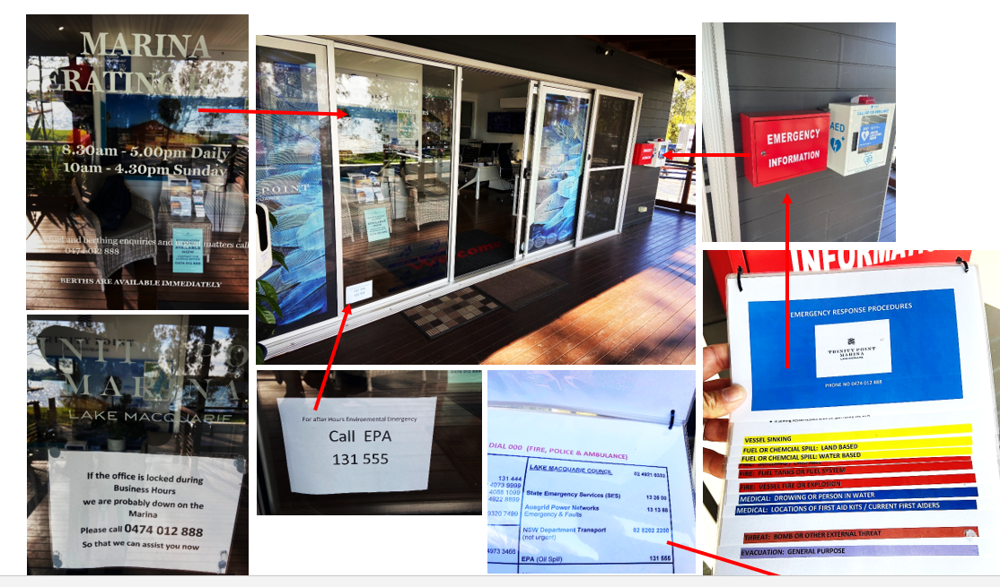 MARINA
ERATING
8.30am - 5.00pm Daily
10am - 4.30pm Sunday
fuel and berthing enquiries and urgent matters call
0474 012 888
BERTHS ARE AVAILABLE IMMEDIATELY
MARINA
LAKE MACQUARIE
If the office is locked during
Business Hours
we are probably down on the
Marina
Please call 0474 012 888
So that we can assist you now
POINT
Welcome
For after Hours Environmental Emergency
Call EPA
131 555
DIAL 000 (FIRE, POLICE & AMBULANCE)
LAKE MACQUARIE COUNCIL 02 4921 0333
131 444
4973 9999
State Emergency Services (SES) 13 25 00
4058 1099
4922 8899
Ausgrid Power Networks 13 13 88
Emergency & Faults
9320 7499
NSW Department Transport 02 8202 2200
(not urgent)
4973 3468
EPA (Oil Spill) 131 555
EMERGENCY
INFORMATION
AED
INFORMATI
EMERGENCY RESPONSE PROCEDURES
TRINITY POINT
MARINA
LAKE MACQUARIE
PHONE NO 0474 012 888
VESSEL SINKING
FUEL OR CHEMCIAL SPILL: LAND BASED
FUEL OR CHEMCIAL SPILL: WATER BASED
FIRE: FUEL TANKS OR FUEL SYSTEM
FIRE: VESSEL FIRE OR EXPLOSION
MEDICAL: DROWING OR PERSON IN WATER
MEDICAL: LOCATIONS OF FIRST AID KITS / CURRENT FIRST AIDERS
THREAT: BOMB OR OTHER EXTERNAL THREAT
EVACUATION: GENERAL PURPOSE